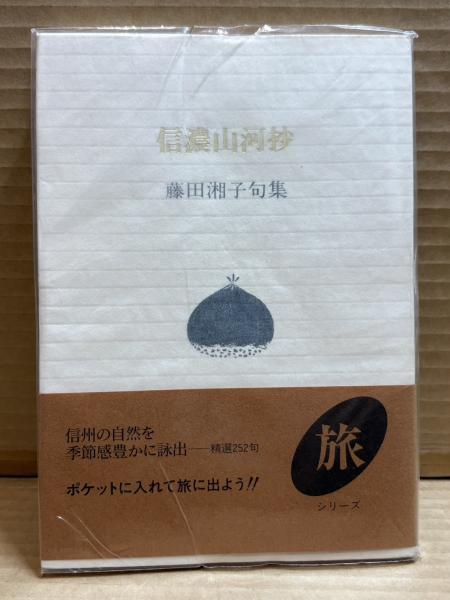 信濃山河抄
藤田湘子句集
信州の自然を
季節感豊かに詠出──精選252句
ポケットに入れて旅に出よう!!
旅
シリーズ